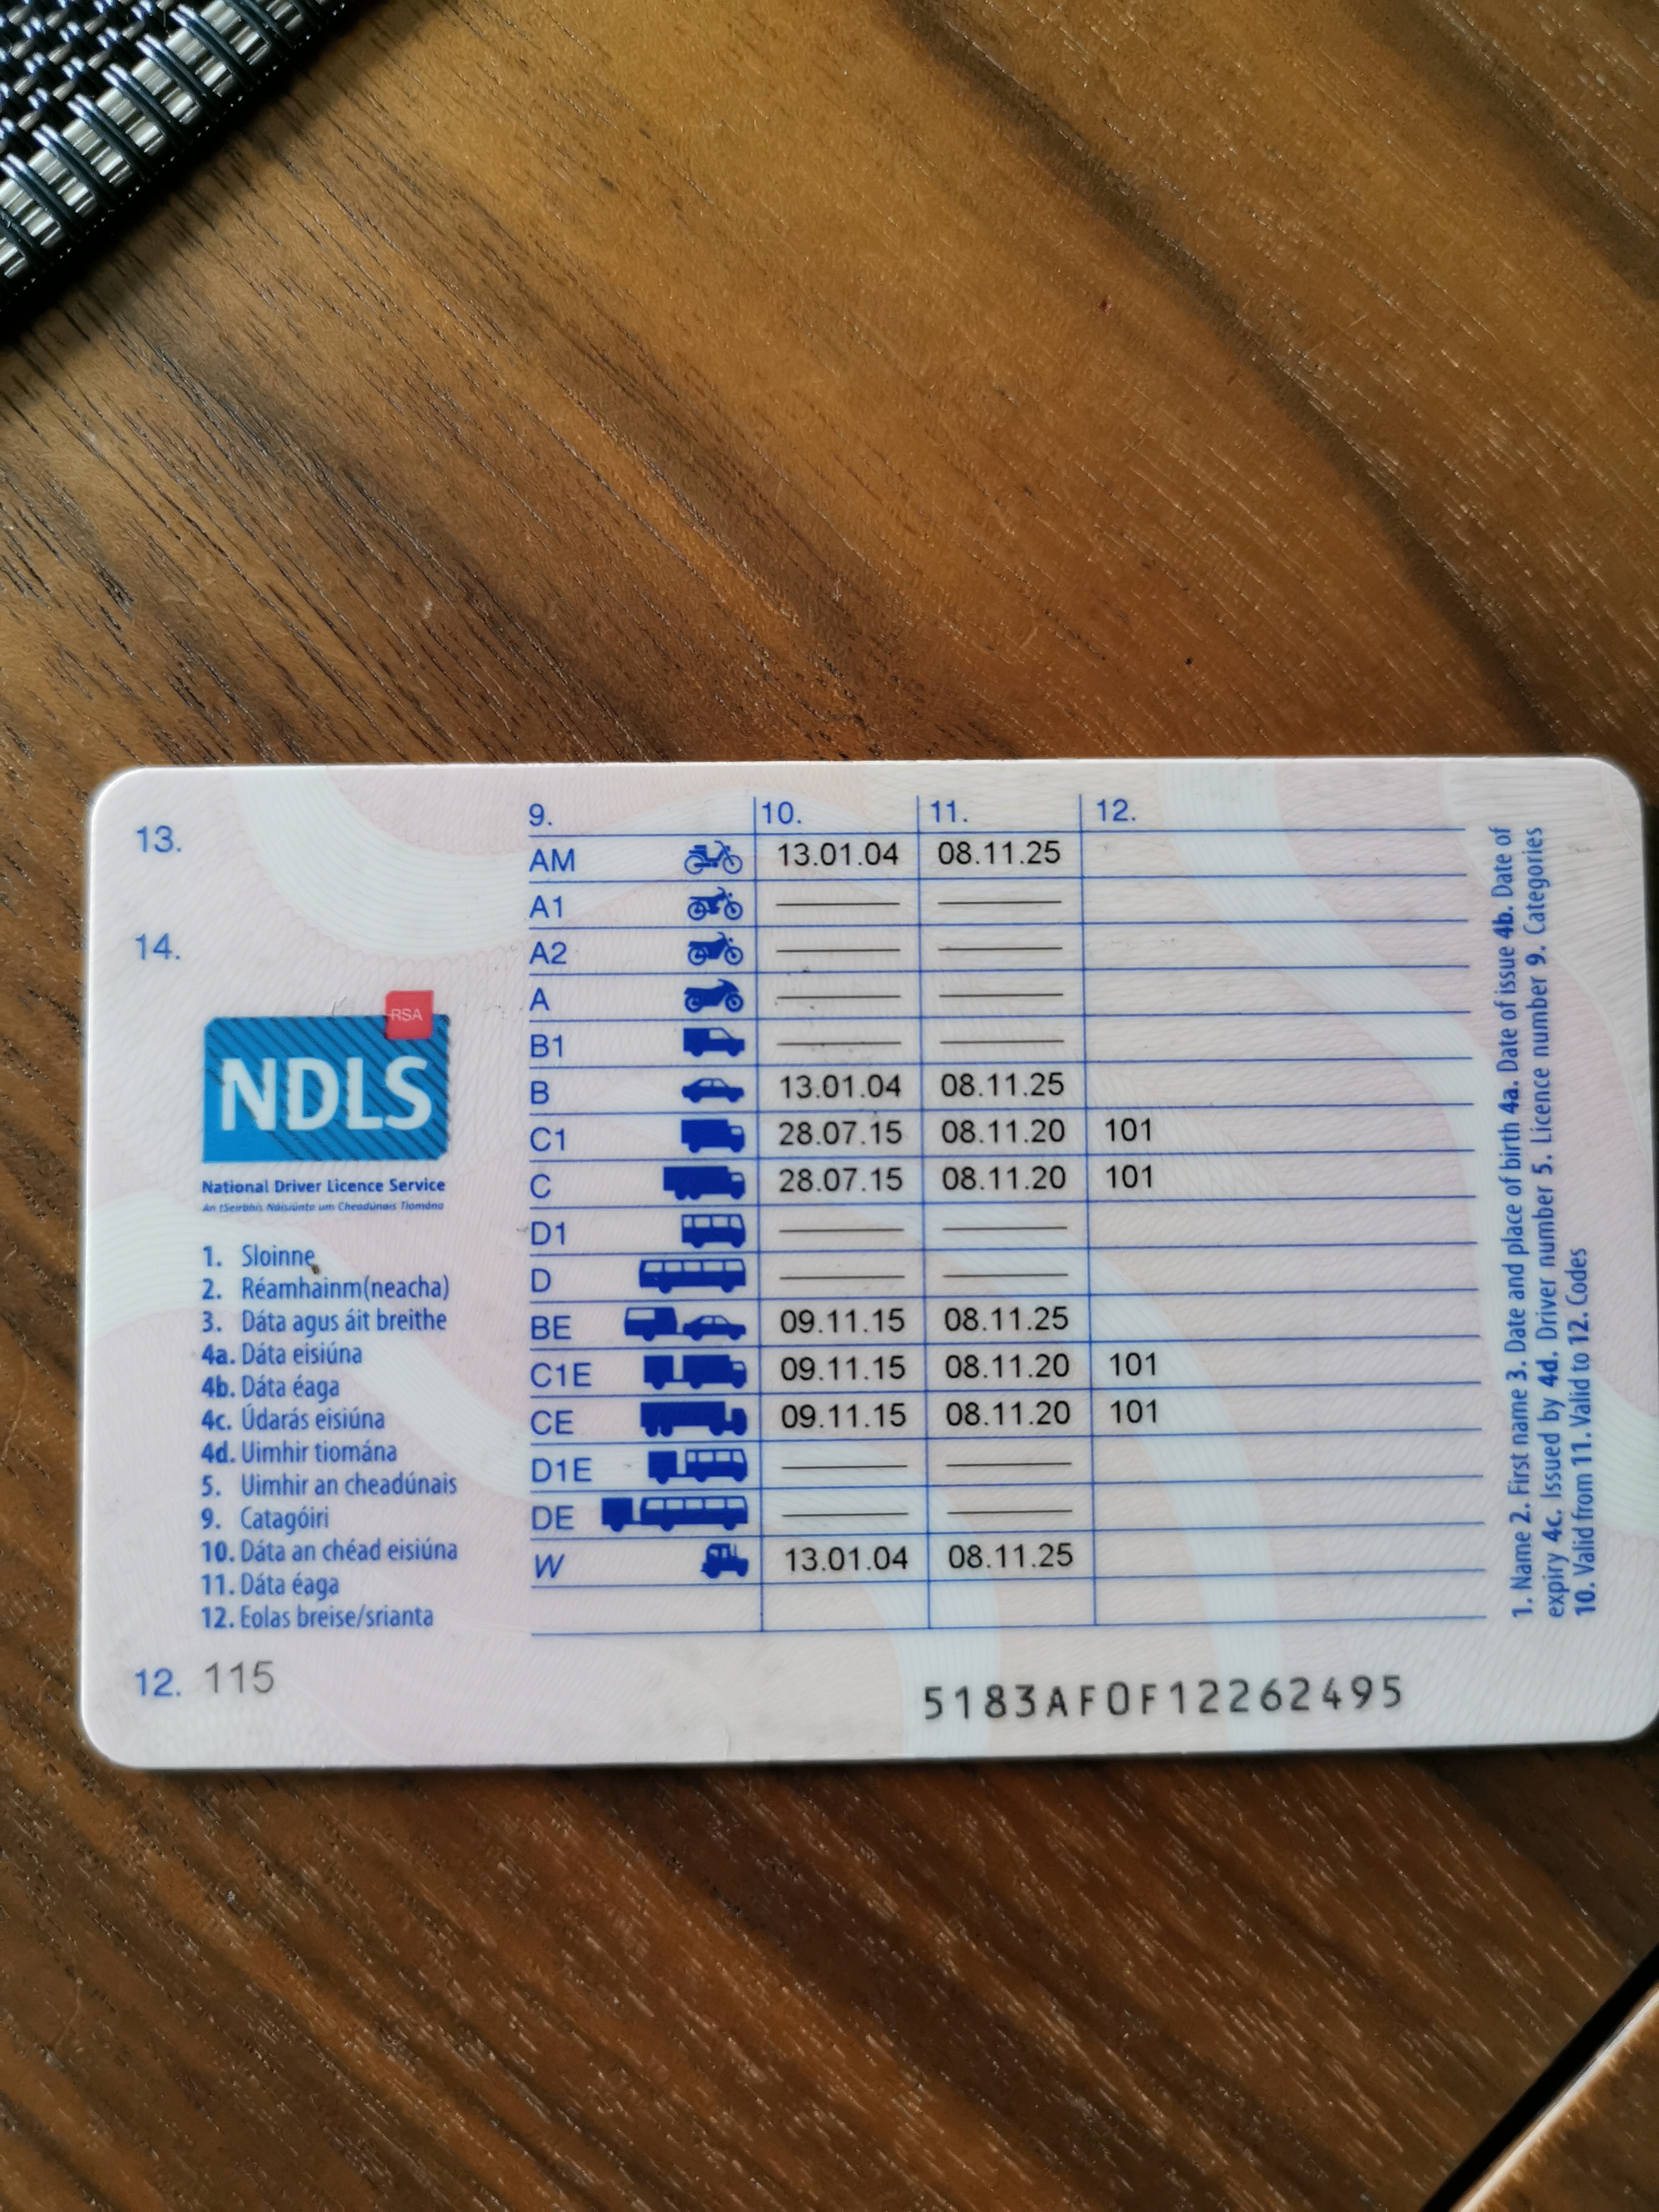 13.
14.
RSA
NDLS
National Driver Licence Service
An tSeirbhís Náisiúnta um Cheadúnais Tiomána
1. Sloinne
2. Réamhainm(neacha)
3. Dáta agus áit breithe
4a. Dáta eisiúna
4b. Dáta éaga
4c. Údarás eisiúna
4d. Uimhir tiomána
5. Uimhir an cheadúnais
9. Catagóiri
10. Dáta an chéad eisiúna
11. Dáta éaga
12. Eolas breise/srianta
12. 115
9. 10. 11. 12.
AM 13.01.04 08.11.25
A1
A2
A
B1
B 13.01.04 08.11.25
C1 28.07.15 08.11.20 101
C 28.07.15 08.11.20 101
D1
D
BE 09.11.15 08.11.25
C1E 09.11.15 08.11.20 101
CE 09.11.15 08.11.20 101
D1E
DE
W 13.01.04 08.11.25
5183AF0F12262495
1. Name 2. First name 3. Date and place of birth 4a. Date of issue 4b. Date of
expiry 4c. Issued by 4d. Driver number 5. Licence number 9. Categories
10. Valid from 11. Valid to 12. Codes